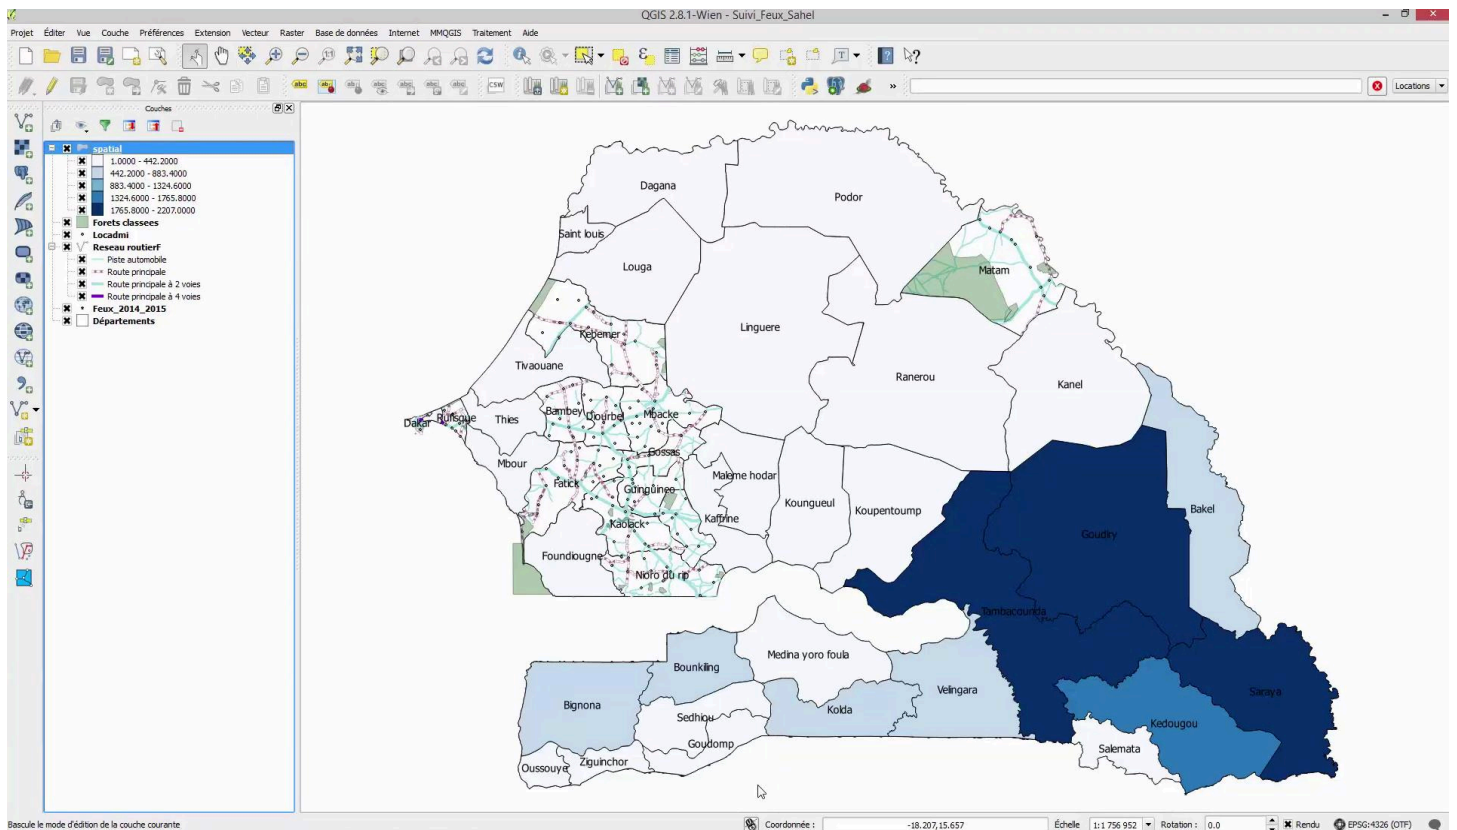 QGIS 2.8.1-Wien - Suivi_Feux_Sahel
Projet Éditer Vue Couche Préférences Extension Vecteur Raster Base de données Internet MMQGIS Traitement Aide
CSW
Locations
Couches
spatial
1.0000 - 442.2000
442.2000 - 883.4000
883.4000 - 1324.6000
1324.6000 - 1765.8000
1765.8000 - 2207.0000
Forets classees
Locadmi
Reseau routierF
Piste automobile
Route principale
Route principale à 2 voies
Route principale à 4 voies
Feux_2014_2015
Départements
Dagana
Podor
Saint louis
Louga
Matam
Linguere
Kebemer
Tivaouane
Ranerou
Kanel
Dakar
Rufisque
Thies
Bambey
Diourbel
Mbacke
Gossas
Mbour
Fatick
Guinguineo
Maleme hodar
Koungueul
Koupentoump
Bakel
Kaolack
Kaffrine
Goudiry
Foundiougne
Nioro du rip
Tambacounda
Medina yoro foula
Bounkiling
Velingara
Saraya
Bignona
Kolda
Sedhiou
Kedougou
Goudomp
Salemata
Oussouye
Ziguinchor
Bascule le mode d'édition de la couche courante
Coordonnée : -18.207,15.657 Échelle 1:1 756 952 Rotation : 0.0 Rendu EPSG:4326 (OTF)